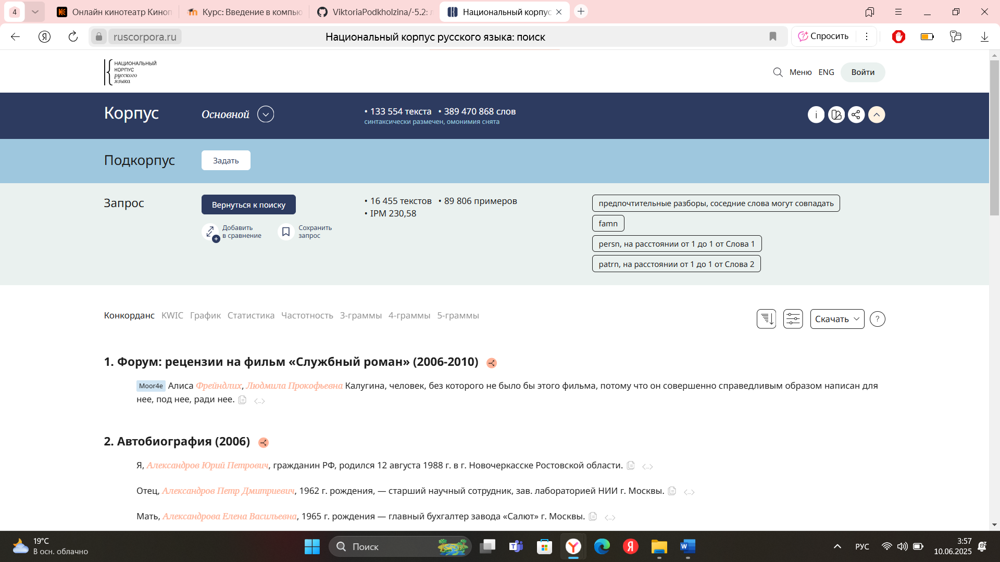 4
Онлайн кинотеатр Киноп
Курс: Введение в компью
ViktoriaPodkholzina/-5.2: л
Национальный корпус
ruscorpora.ru
Национальный корпус русского языка: поиск
Спросить
НАЦИОНАЛЬНЫЙ
КОРПУС
русского
языка
Меню ENG Войти
Корпус Основной
• 133 554 текста • 389 470 868 слов
синтаксически размечен, омонимия снята
Подкорпус Задать
Запрос Вернуться к поиску
Добавить
в сравнение
Сохранить
запрос
• 16 455 текстов • 89 806 примеров
• IPM 230,58
предпочтительные разборы, соседние слова могут совпадать
famn
persn, на расстоянии от 1 до 1 от Слова 1
patrn, на расстоянии от 1 до 1 от Слова 2
Конкорданс KWIC График Статистика Частотность 3-граммы 4-граммы 5-граммы
Скачать ?
1. Форум: рецензии на фильм «Службный роман» (2006-2010)
Moor4e Алиса Фрейндлих, Людмила Прокофьевна Калугина, человек, без которого не было бы этого фильма, потому что он совершенно справедливым образом написан для
нее, под нее, ради нее. <...>
2. Автобиография (2006)
Я, Александров Юрий Петрович, гражданин РФ, родился 12 августа 1988 г. в г. Новочеркасске Ростовской области. <...>
Отец, Александров Петр Дмитриевич, 1962 г. рождения, — старший научный сотрудник, зав. лабораторией НИИ г. Москвы. <...>
Мать, Александрова Елена Васильевна, 1965 г. рождения — главный бухгалтер завода «Салют» г. Москвы. <...>
19°C
В осн. облачно
Поиск
РУС
3:57
10.06.2025